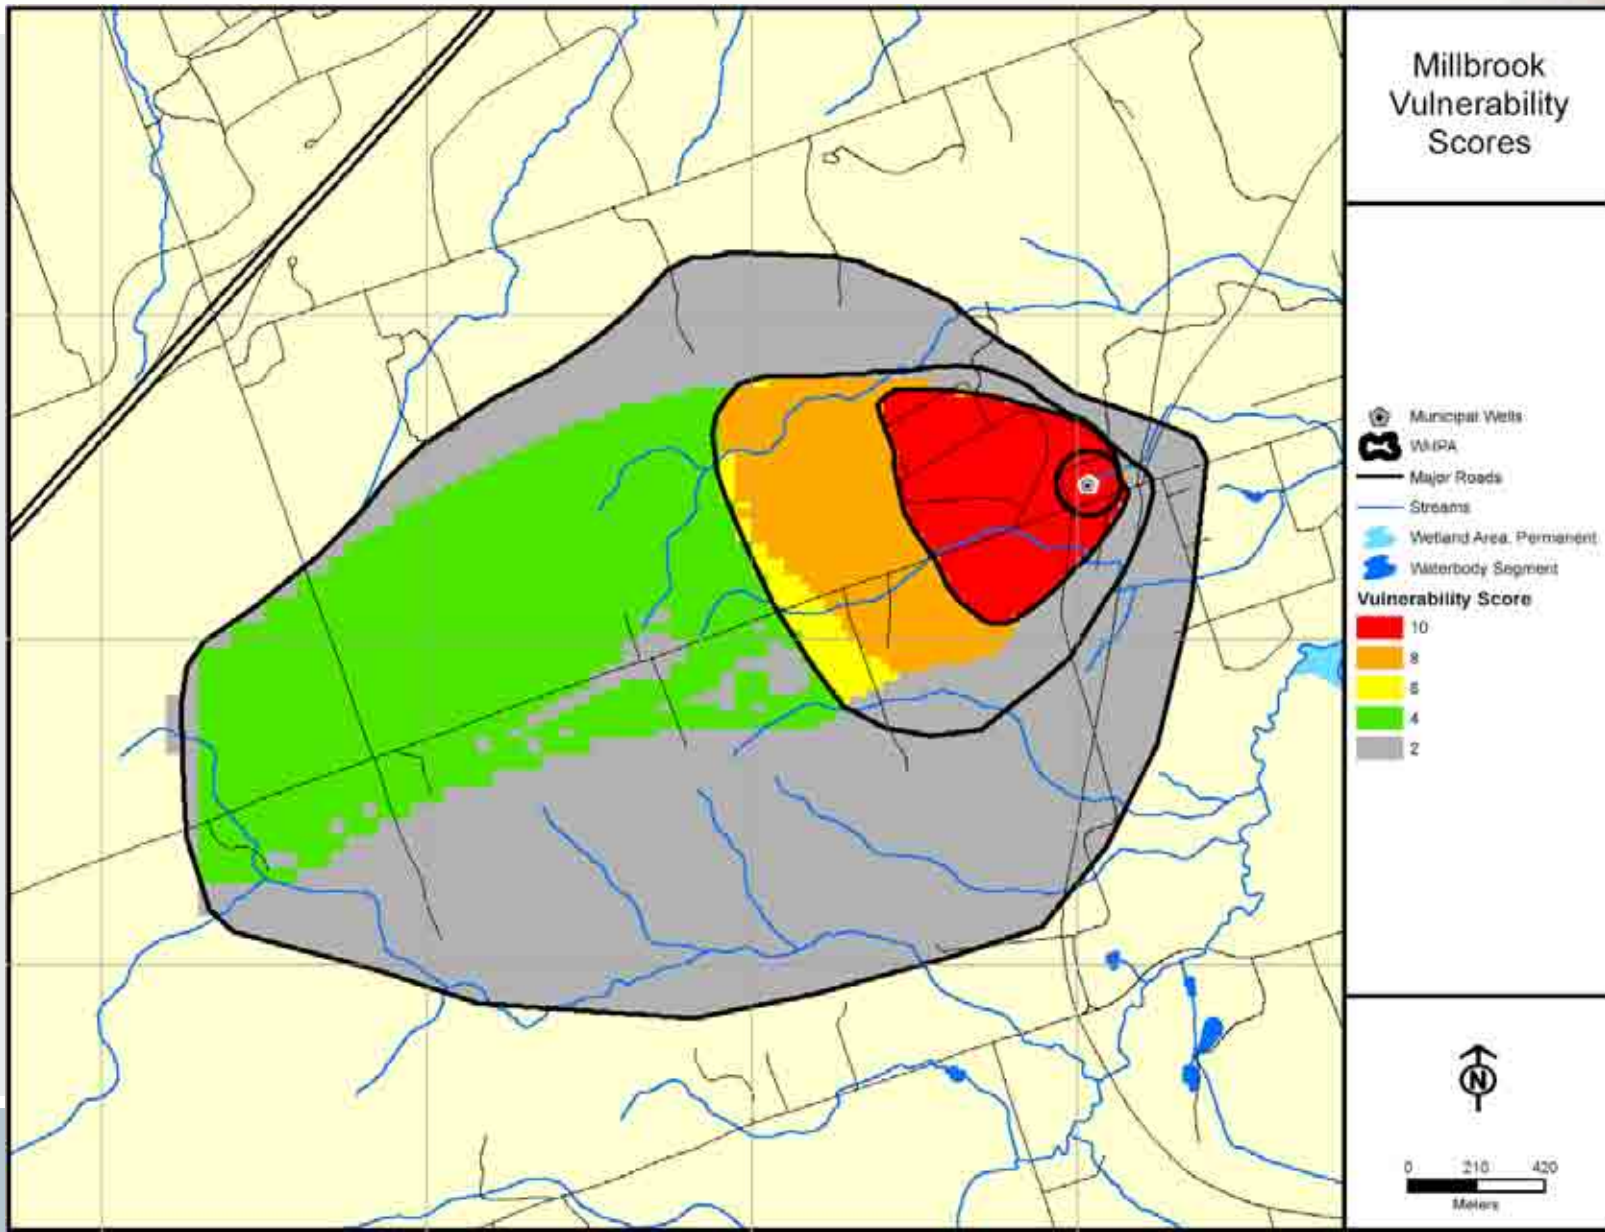 Millbrook
Vulnerability
Scores
Municipal Wells
WHPA
Major Roads
Streams
Wetland Area, Permanent
Waterbody Segment
Vulnerability Score
10
8
6
4
2
N
0 210 420
Meters